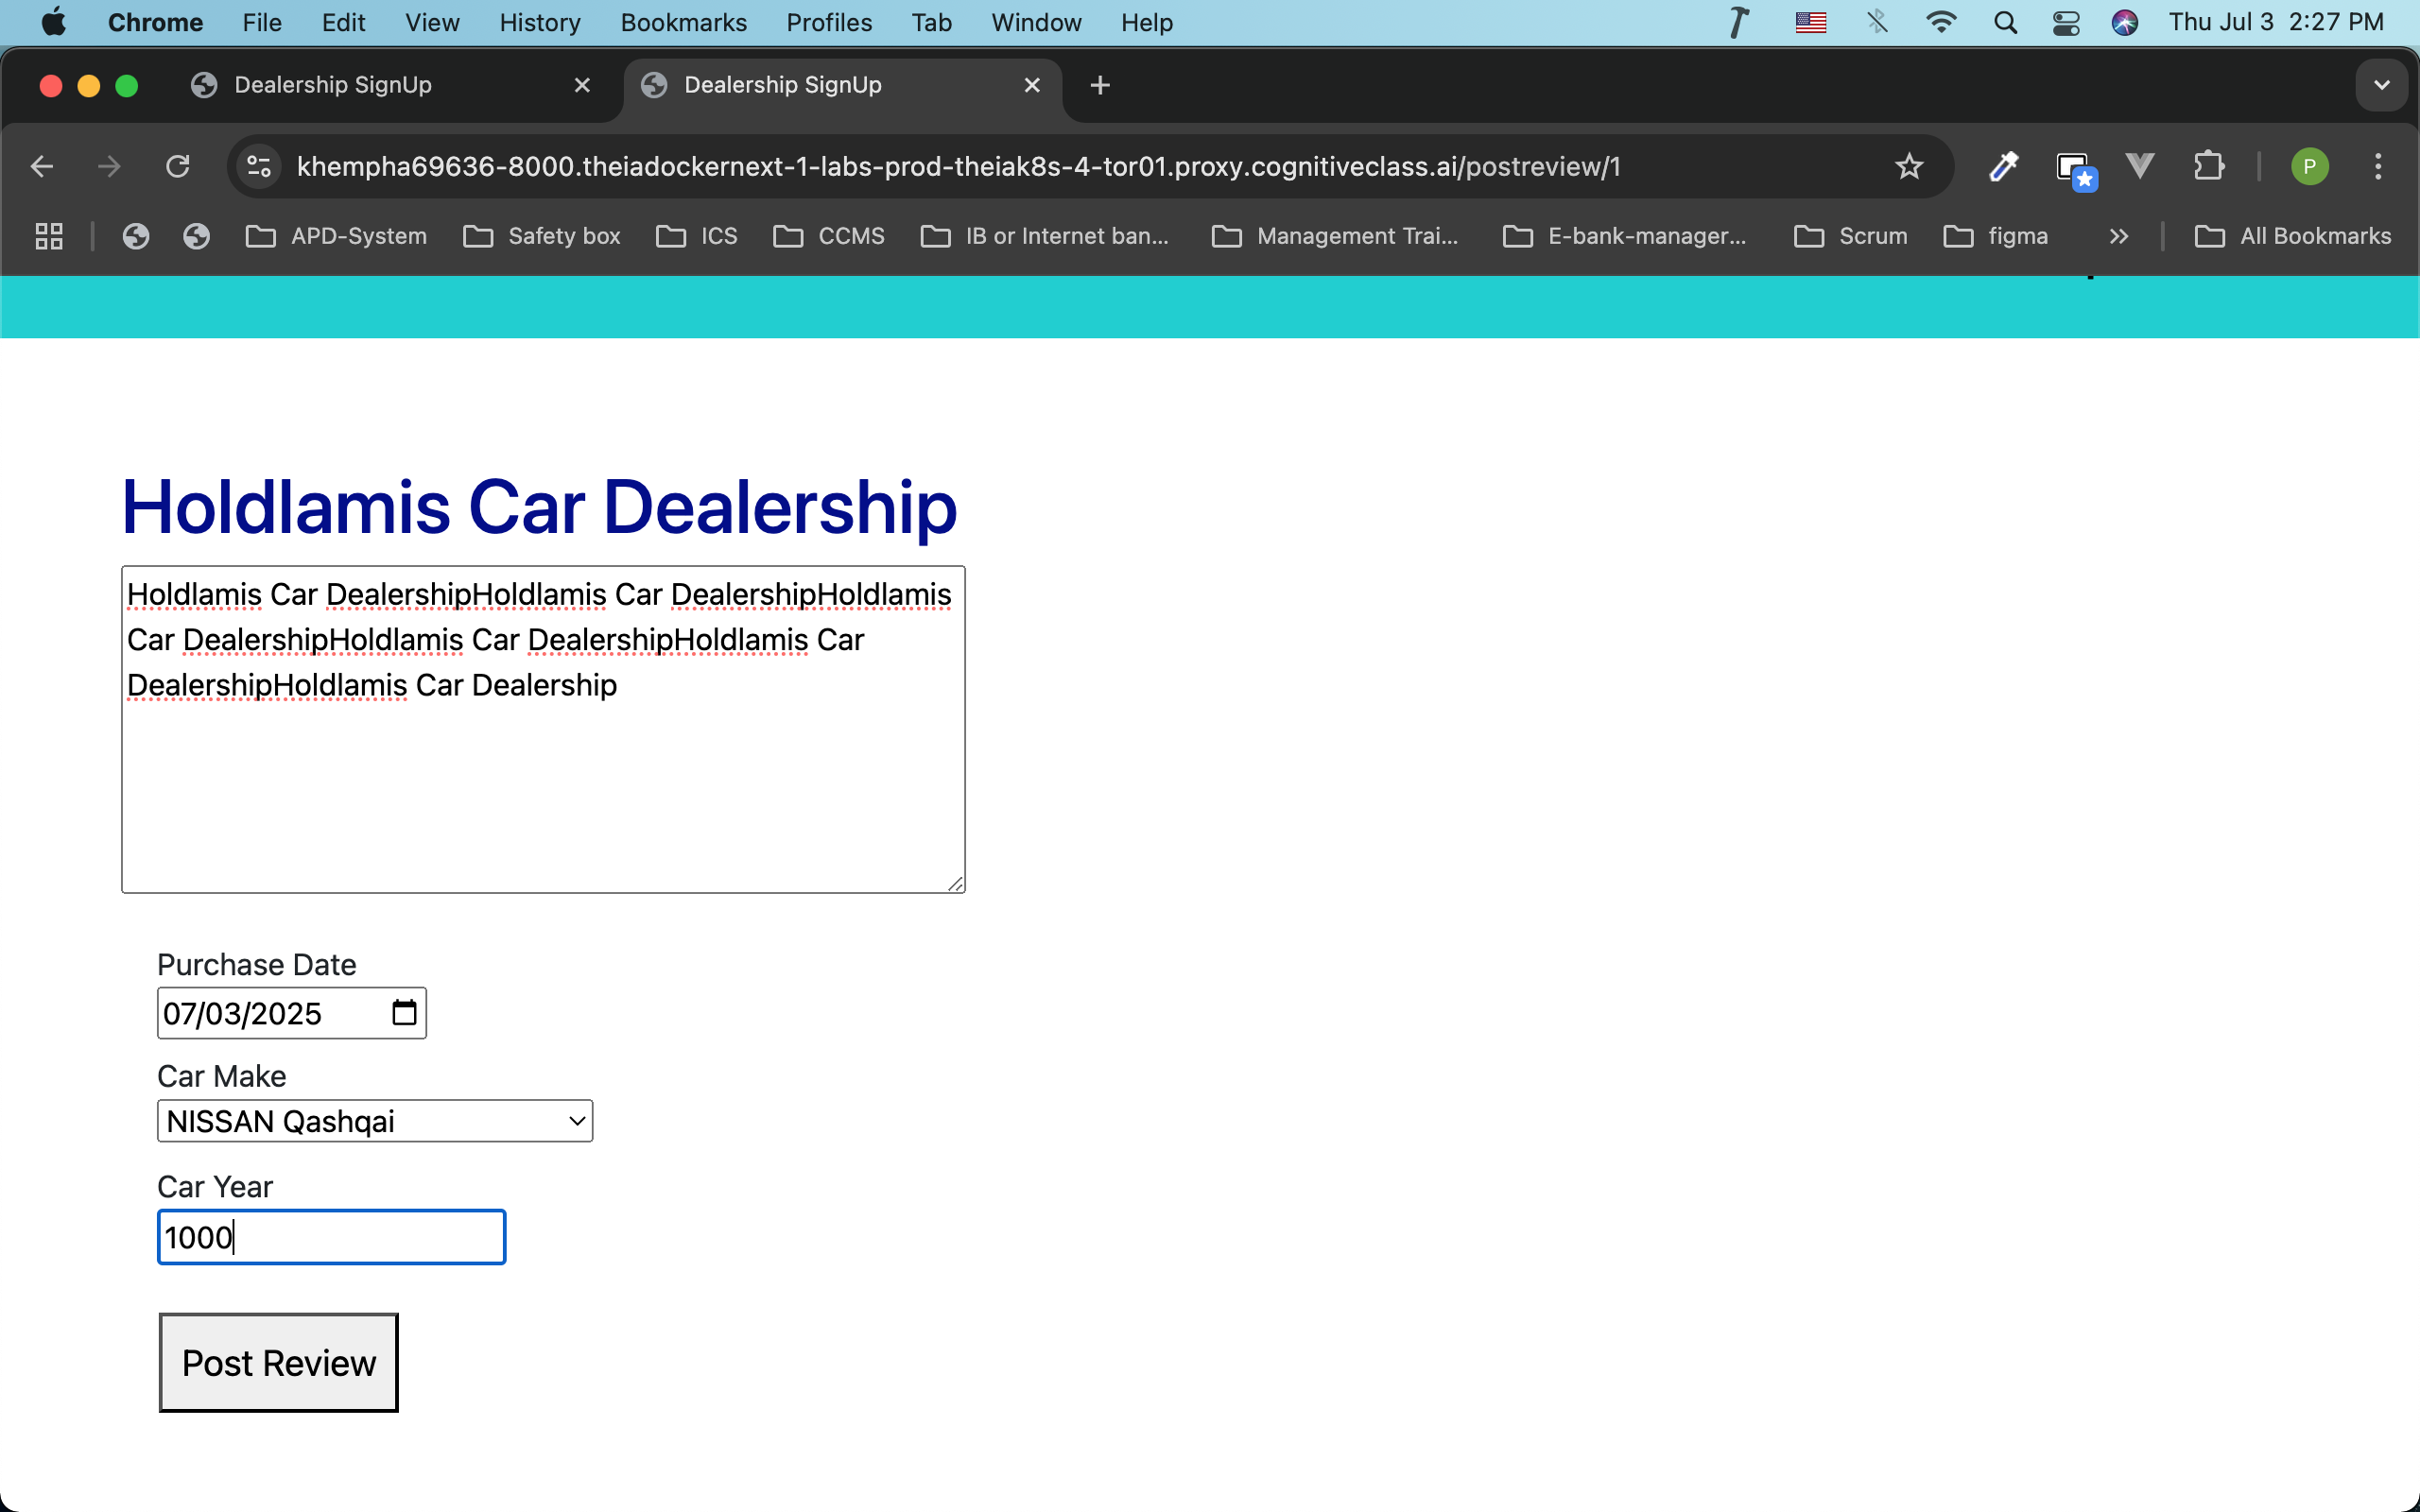 Chrome File Edit View History Bookmarks Profiles Tab Window Help Thu Jul 3 2:27 PM
Dealership SignUp Dealership SignUp
khempha69636-8000.theiadockernext-1-labs-prod-theiak8s-4-tor01.proxy.cognitiveclass.ai/postreview/1 P
APD-System Safety box ICS CCMS IB or Internet ban... Management Trai... E-bank-manager... Scrum figma All Bookmarks
Holdlamis Car Dealership
Holdlamis Car DealershipHoldlamis Car DealershipHoldlamis
Car DealershipHoldlamis Car DealershipHoldlamis Car
DealershipHoldlamis Car Dealership
Purchase Date
07/03/2025
Car Make
NISSAN Qashqai
Car Year
1000
Post Review